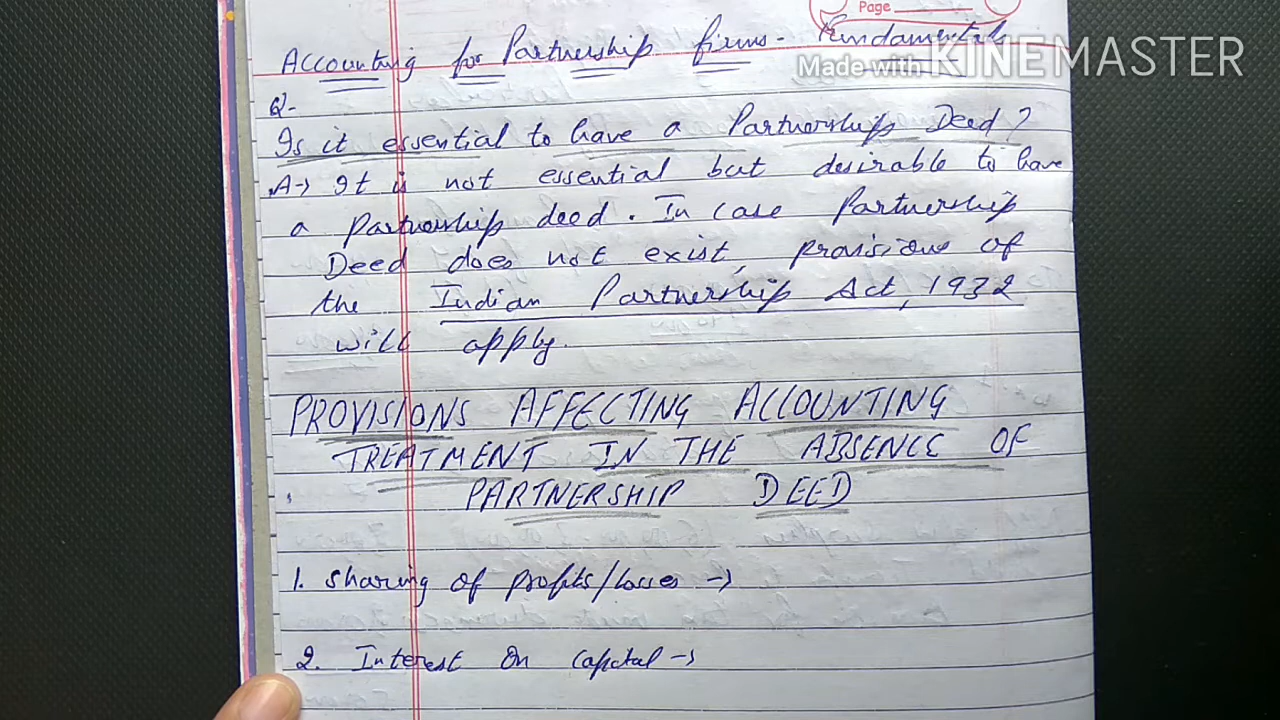 Page
Accounting for Partnership firms - Fundamentals
Made with KINEMASTER
Q-
Is it essential to have a Partnership Deed?
A-> It is not essential but desirable to have
a partnership deed. In case Partnership
Deed does not exist, provisions of
the Indian Partnership Act, 1932
will apply.
PROVISIONS AFFECTING ACCOUNTING
TREATMENT IN THE ABSENCE OF
PARTNERSHIP DEED
1. Sharing of profits/losses ->
2. Interest on capital ->